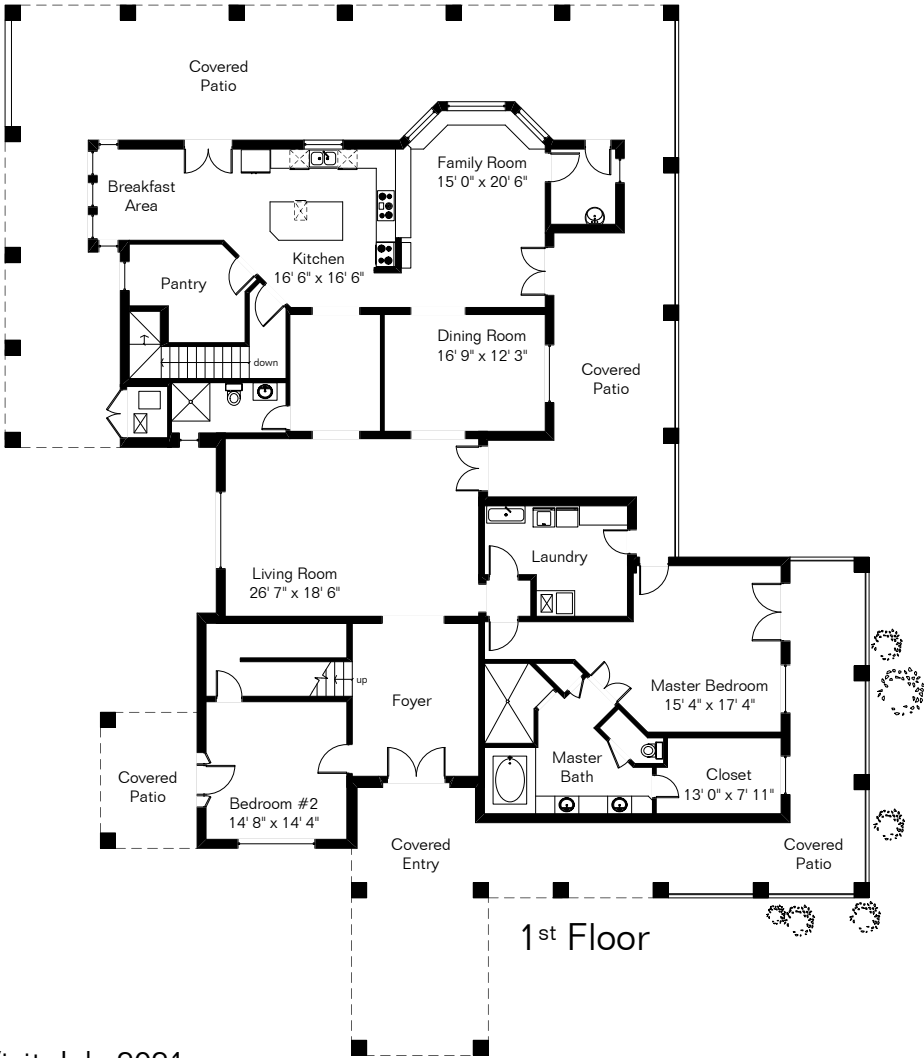 Covered
Patio
Family Room
15' 0" x 20' 6"
Breakfast
Area
Kitchen
16' 6" x 16' 6"
Pantry
Dining Room
16' 9" x 12' 3"
down
Covered
Patio
Laundry
Living Room
26' 7" x 18' 6"
up
Foyer
Master Bedroom
15' 4" x 17' 4"
Master
Bath
Closet
13' 0" x 7' 11"
Covered
Patio
Bedroom #2
14' 8" x 14' 4"
Covered
Entry
Covered
Patio
1st Floor